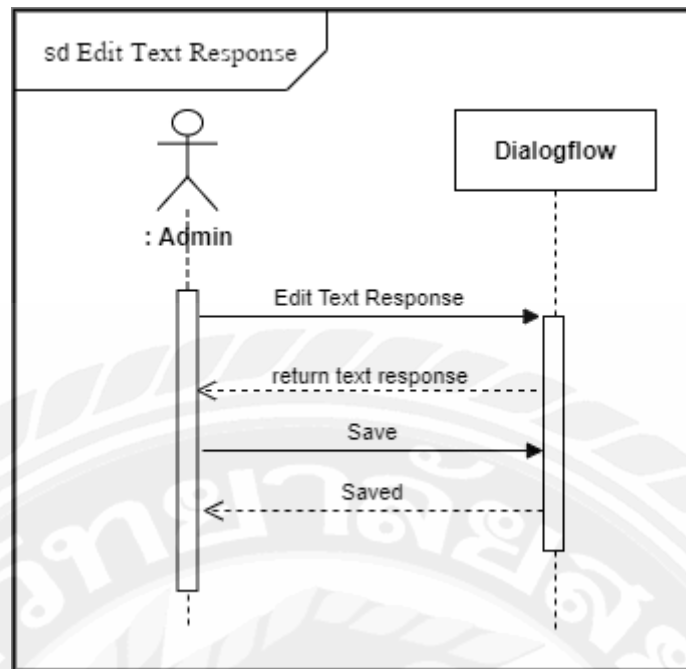 sd Edit Text Response
Dialogflow
: Admin
Edit Text Response
return text response
Save
Saved